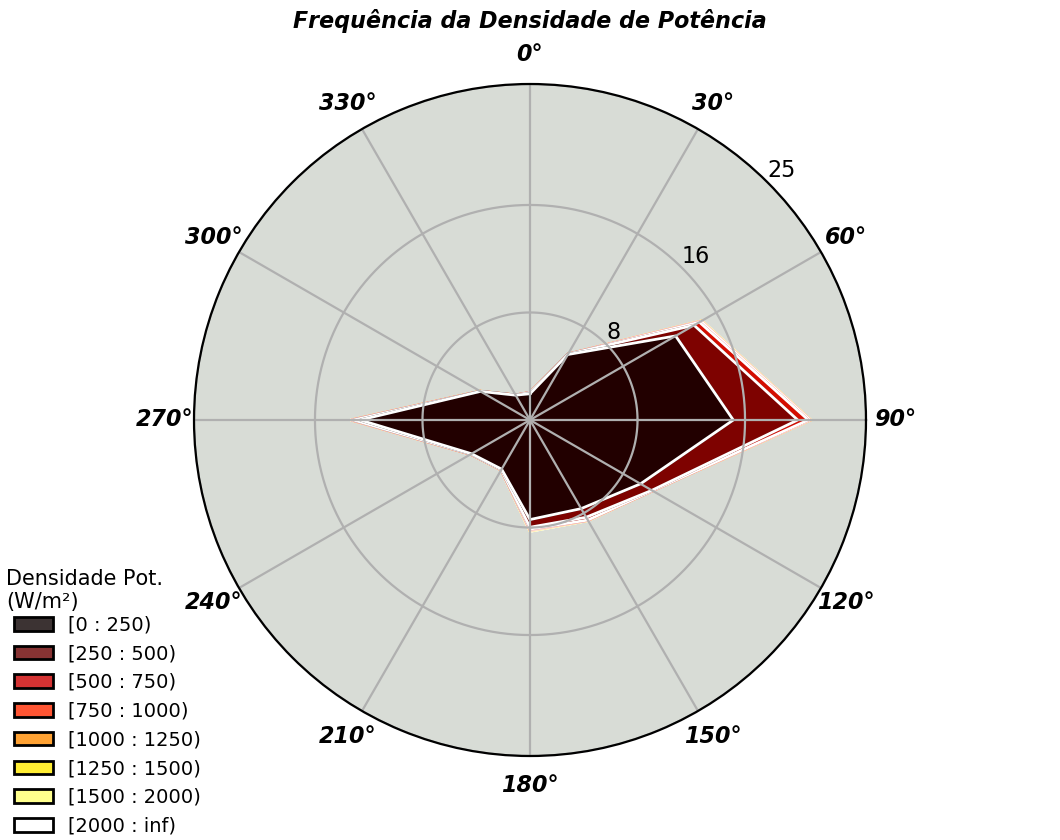 Frequência da Densidade de Potência
0°
330°
30°
25
300°
60°
16
8
270°
90°
240°
120°
210°
150°
180°
Densidade Pot.
(W/m²)
[0 : 250)
[250 : 500)
[500 : 750)
[750 : 1000)
[1000 : 1250)
[1250 : 1500)
[1500 : 2000)
[2000 : inf)